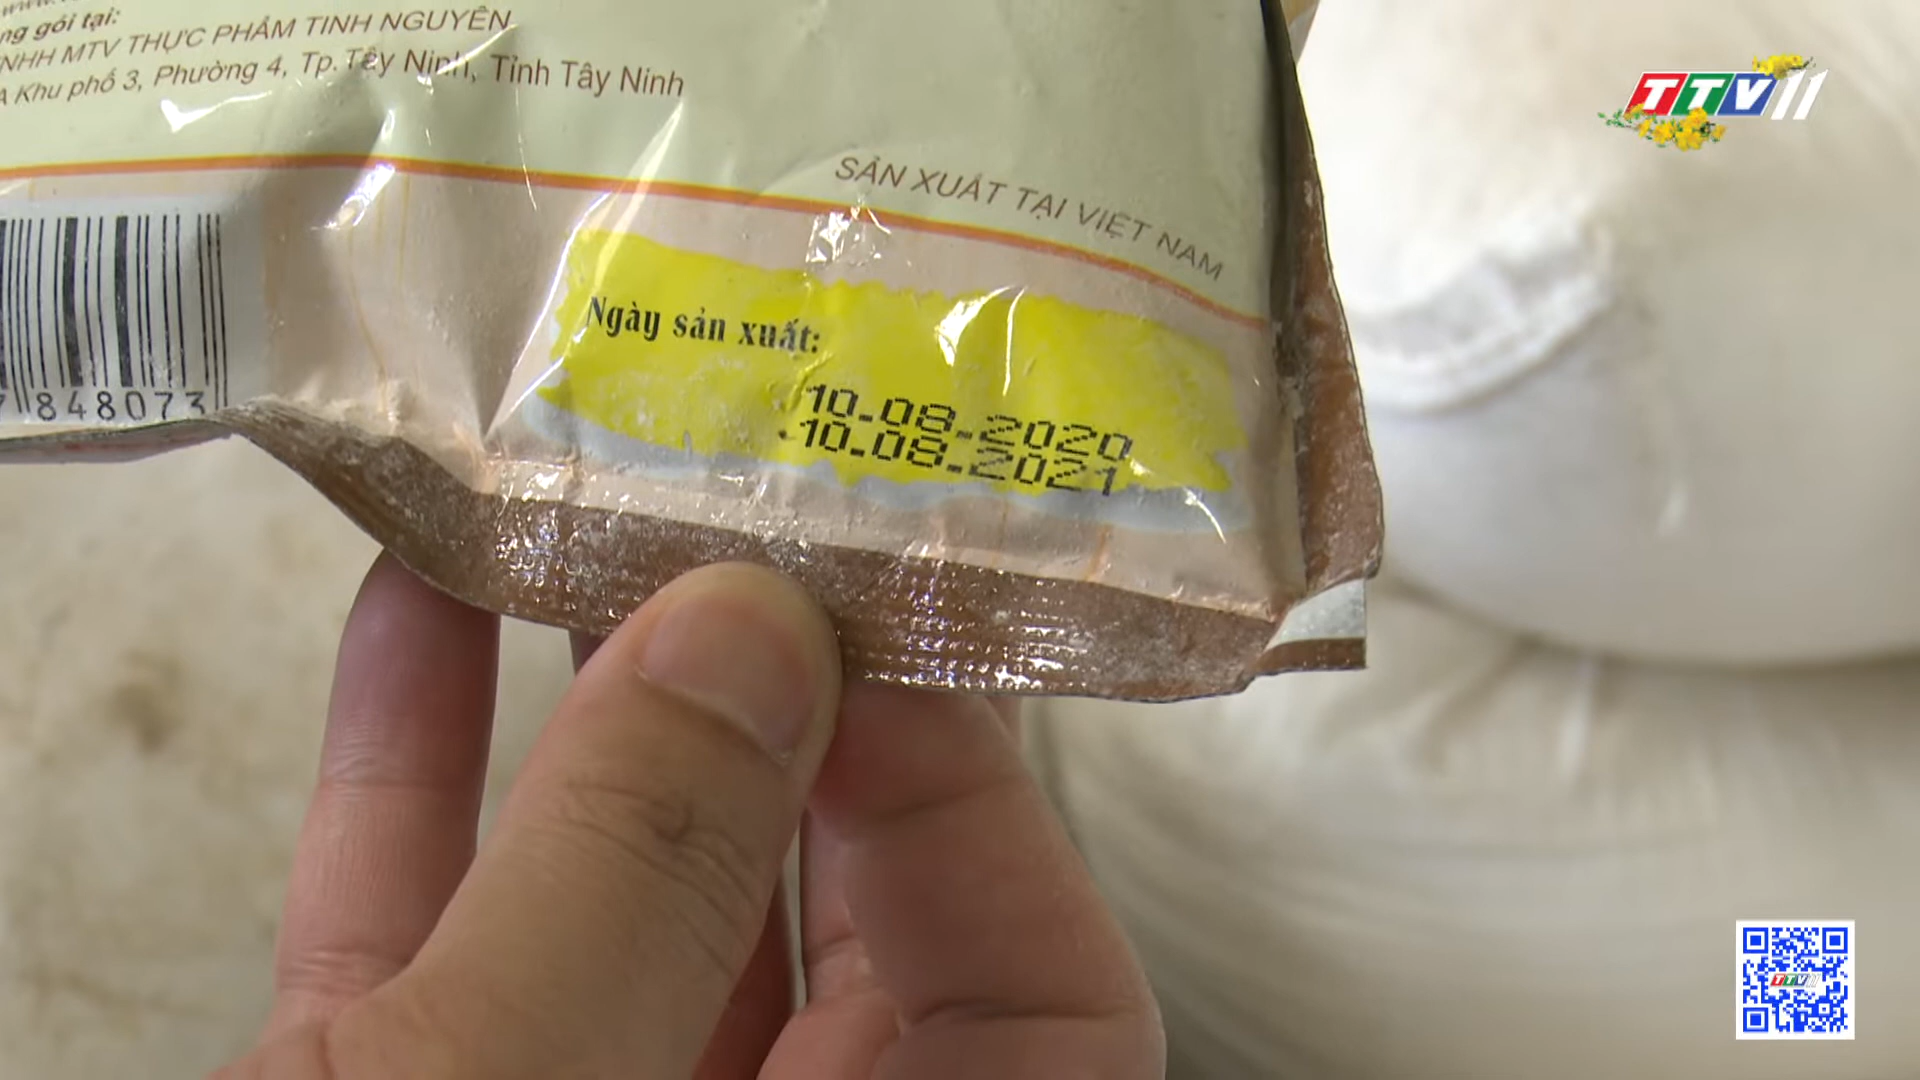 ng gói tại:
NHH MTV THỰC PHẨM TINH NGUYÊN
A Khu phố 3, Phường 4, Tp. Tây Ninh, Tỉnh Tây Ninh
SẢN XUẤT TẠI VIỆT NAM
Ngày sản xuất:
10.08.2020
10.08.2021
848073
TTV11
TTV11